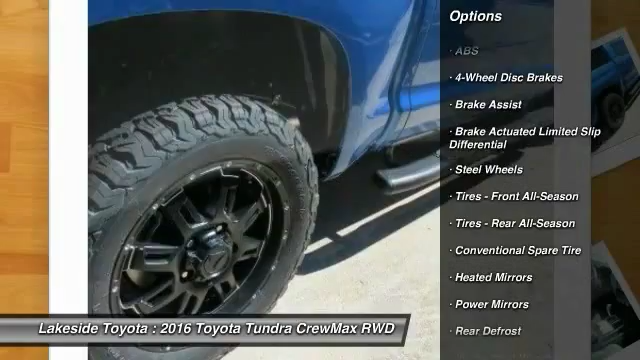 Options
· ABS
· 4-Wheel Disc Brakes
· Brake Assist
· Brake Actuated Limited Slip
Differential
· Steel Wheels
· Tires - Front All-Season
· Tires - Rear All-Season
· Conventional Spare Tire
· Heated Mirrors
· Power Mirrors
· Rear Defrost
Lakeside Toyota : 2016 Toyota Tundra CrewMax RWD